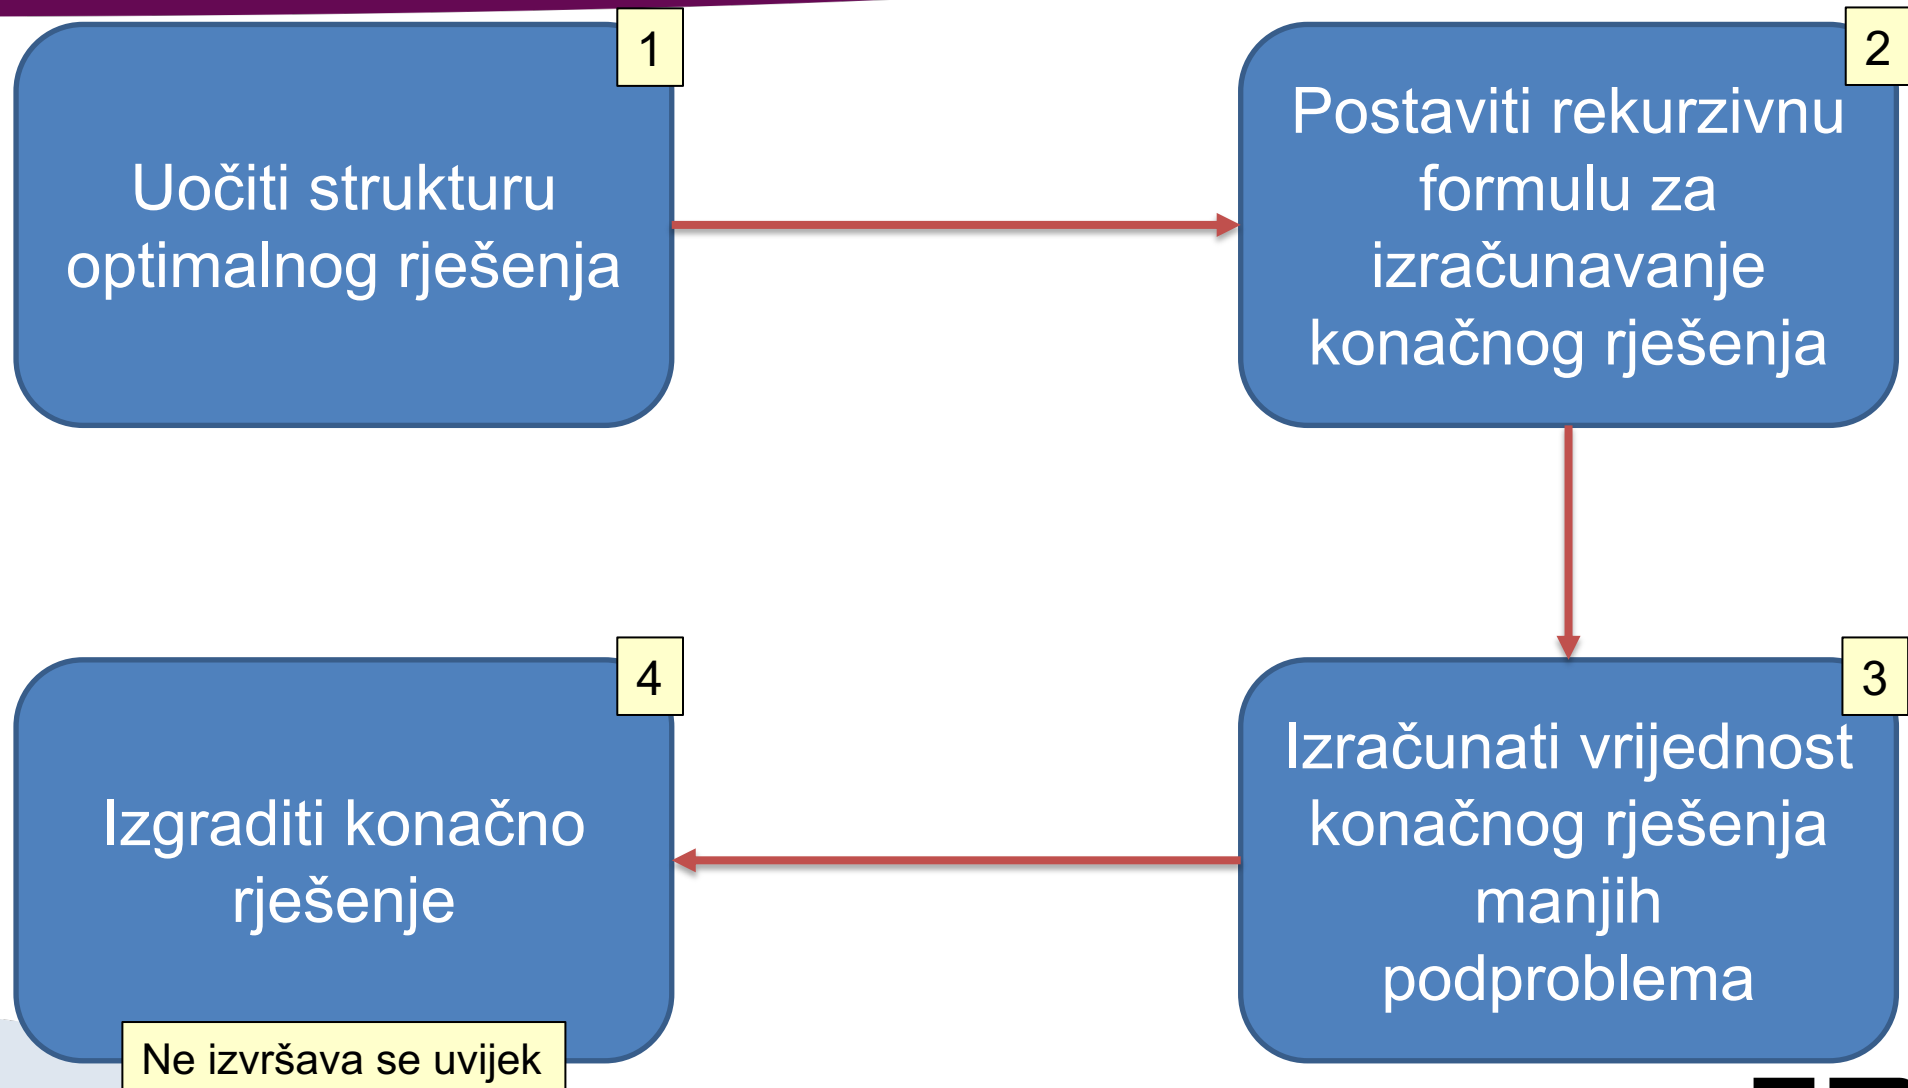 1
Uočiti strukturu
optimalnog rješenja
2
Postaviti rekurzivnu
formulu za
izračunavanje
konačnog rješenja
3
Izračunati vrijednost
konačnog rješenja
manjih
podproblema
4
Izgraditi konačno
rješenje
Ne izvršava se uvijek